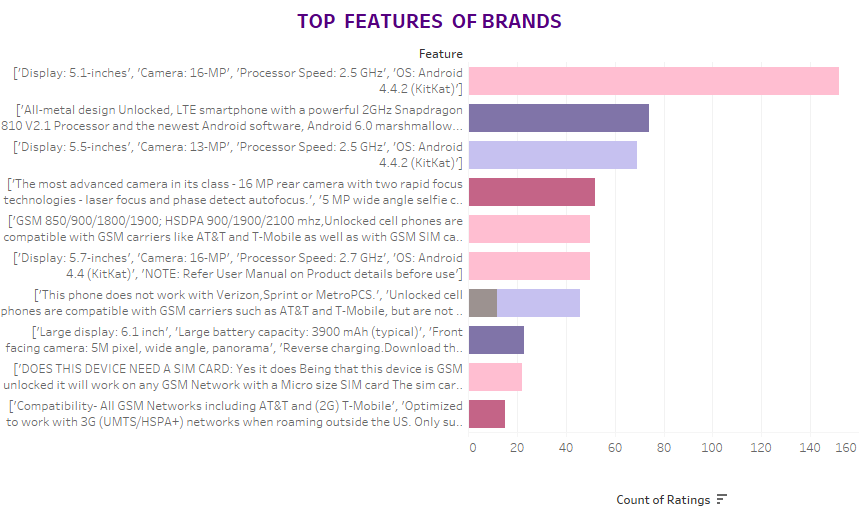 TOP FEATURES OF BRANDS
Feature
['Display: 5.1-inches', 'Camera: 16-MP', 'Processor Speed: 2.5 GHz', 'OS: Android
4.4.2 (KitKat)']
['All-metal design Unlocked, LTE smartphone with a powerful 2GHz Snapdragon
810 V2.1 Processor and the newest Android software, Android 6.0 marshmallow...
['Display: 5.5-inches', 'Camera: 13-MP', 'Processor Speed: 2.5 GHz', 'OS: Android
4.4.2 (KitKat)']
['The most advanced camera in its class - 16 MP rear camera with two rapid focus
technologies - laser focus and phase detect autofocus.', '5 MP wide angle selfie c..
['GSM 850/900/1800/1900; HSDPA 900/1900/2100 mhz,Unlocked cell phones are
compatible with GSM carriers like AT&T and T-Mobile as well as with GSM SIM ca..
['Display: 5.7-inches', 'Camera: 16-MP', 'Processor Speed: 2.7 GHz', 'OS: Android
4.4 (KitKat)', 'NOTE: Refer User Manual on Product details before use']
['This phone does not work with Verizon,Sprint or MetroPCS.', 'Unlocked cell
phones are compatible with GSM carriers such as AT&T and T-Mobile, but are not ..
['Large display: 6.1 inch', 'Large battery capacity: 3900 mAh (typical)', 'Front
facing camera: 5M pixel, wide angle, panorama', 'Reverse charging.Download th..
['DOES THIS DEVICE NEED A SIM CARD: Yes it does Being that this device is GSM
unlocked it will work on any GSM Network with a Micro size SIM card The sim car..
['Compatibility- All GSM Networks including AT&T and (2G) T-Mobile', 'Optimized
to work with 3G (UMTS/HSPA+) networks when roaming outside the US. Only su..
0 20 40 60 80 100 120 140 160
Count of Ratings